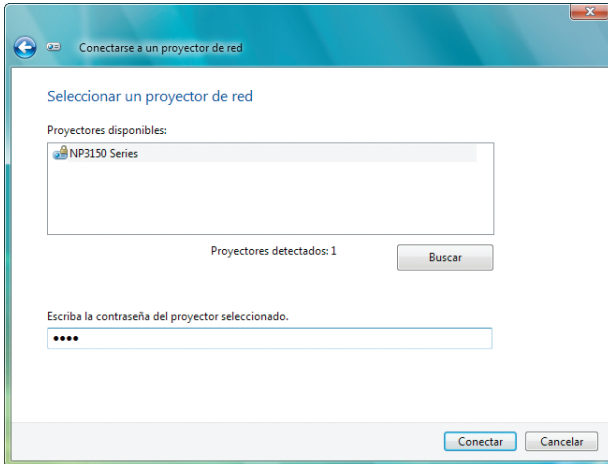 Conectarse a un proyector de red
Seleccionar un proyector de red
Proyectores disponibles:
NP3150 Series
Proyectores detectados: 1
Buscar
Escriba la contraseña del proyector seleccionado.
••••
Conectar
Cancelar